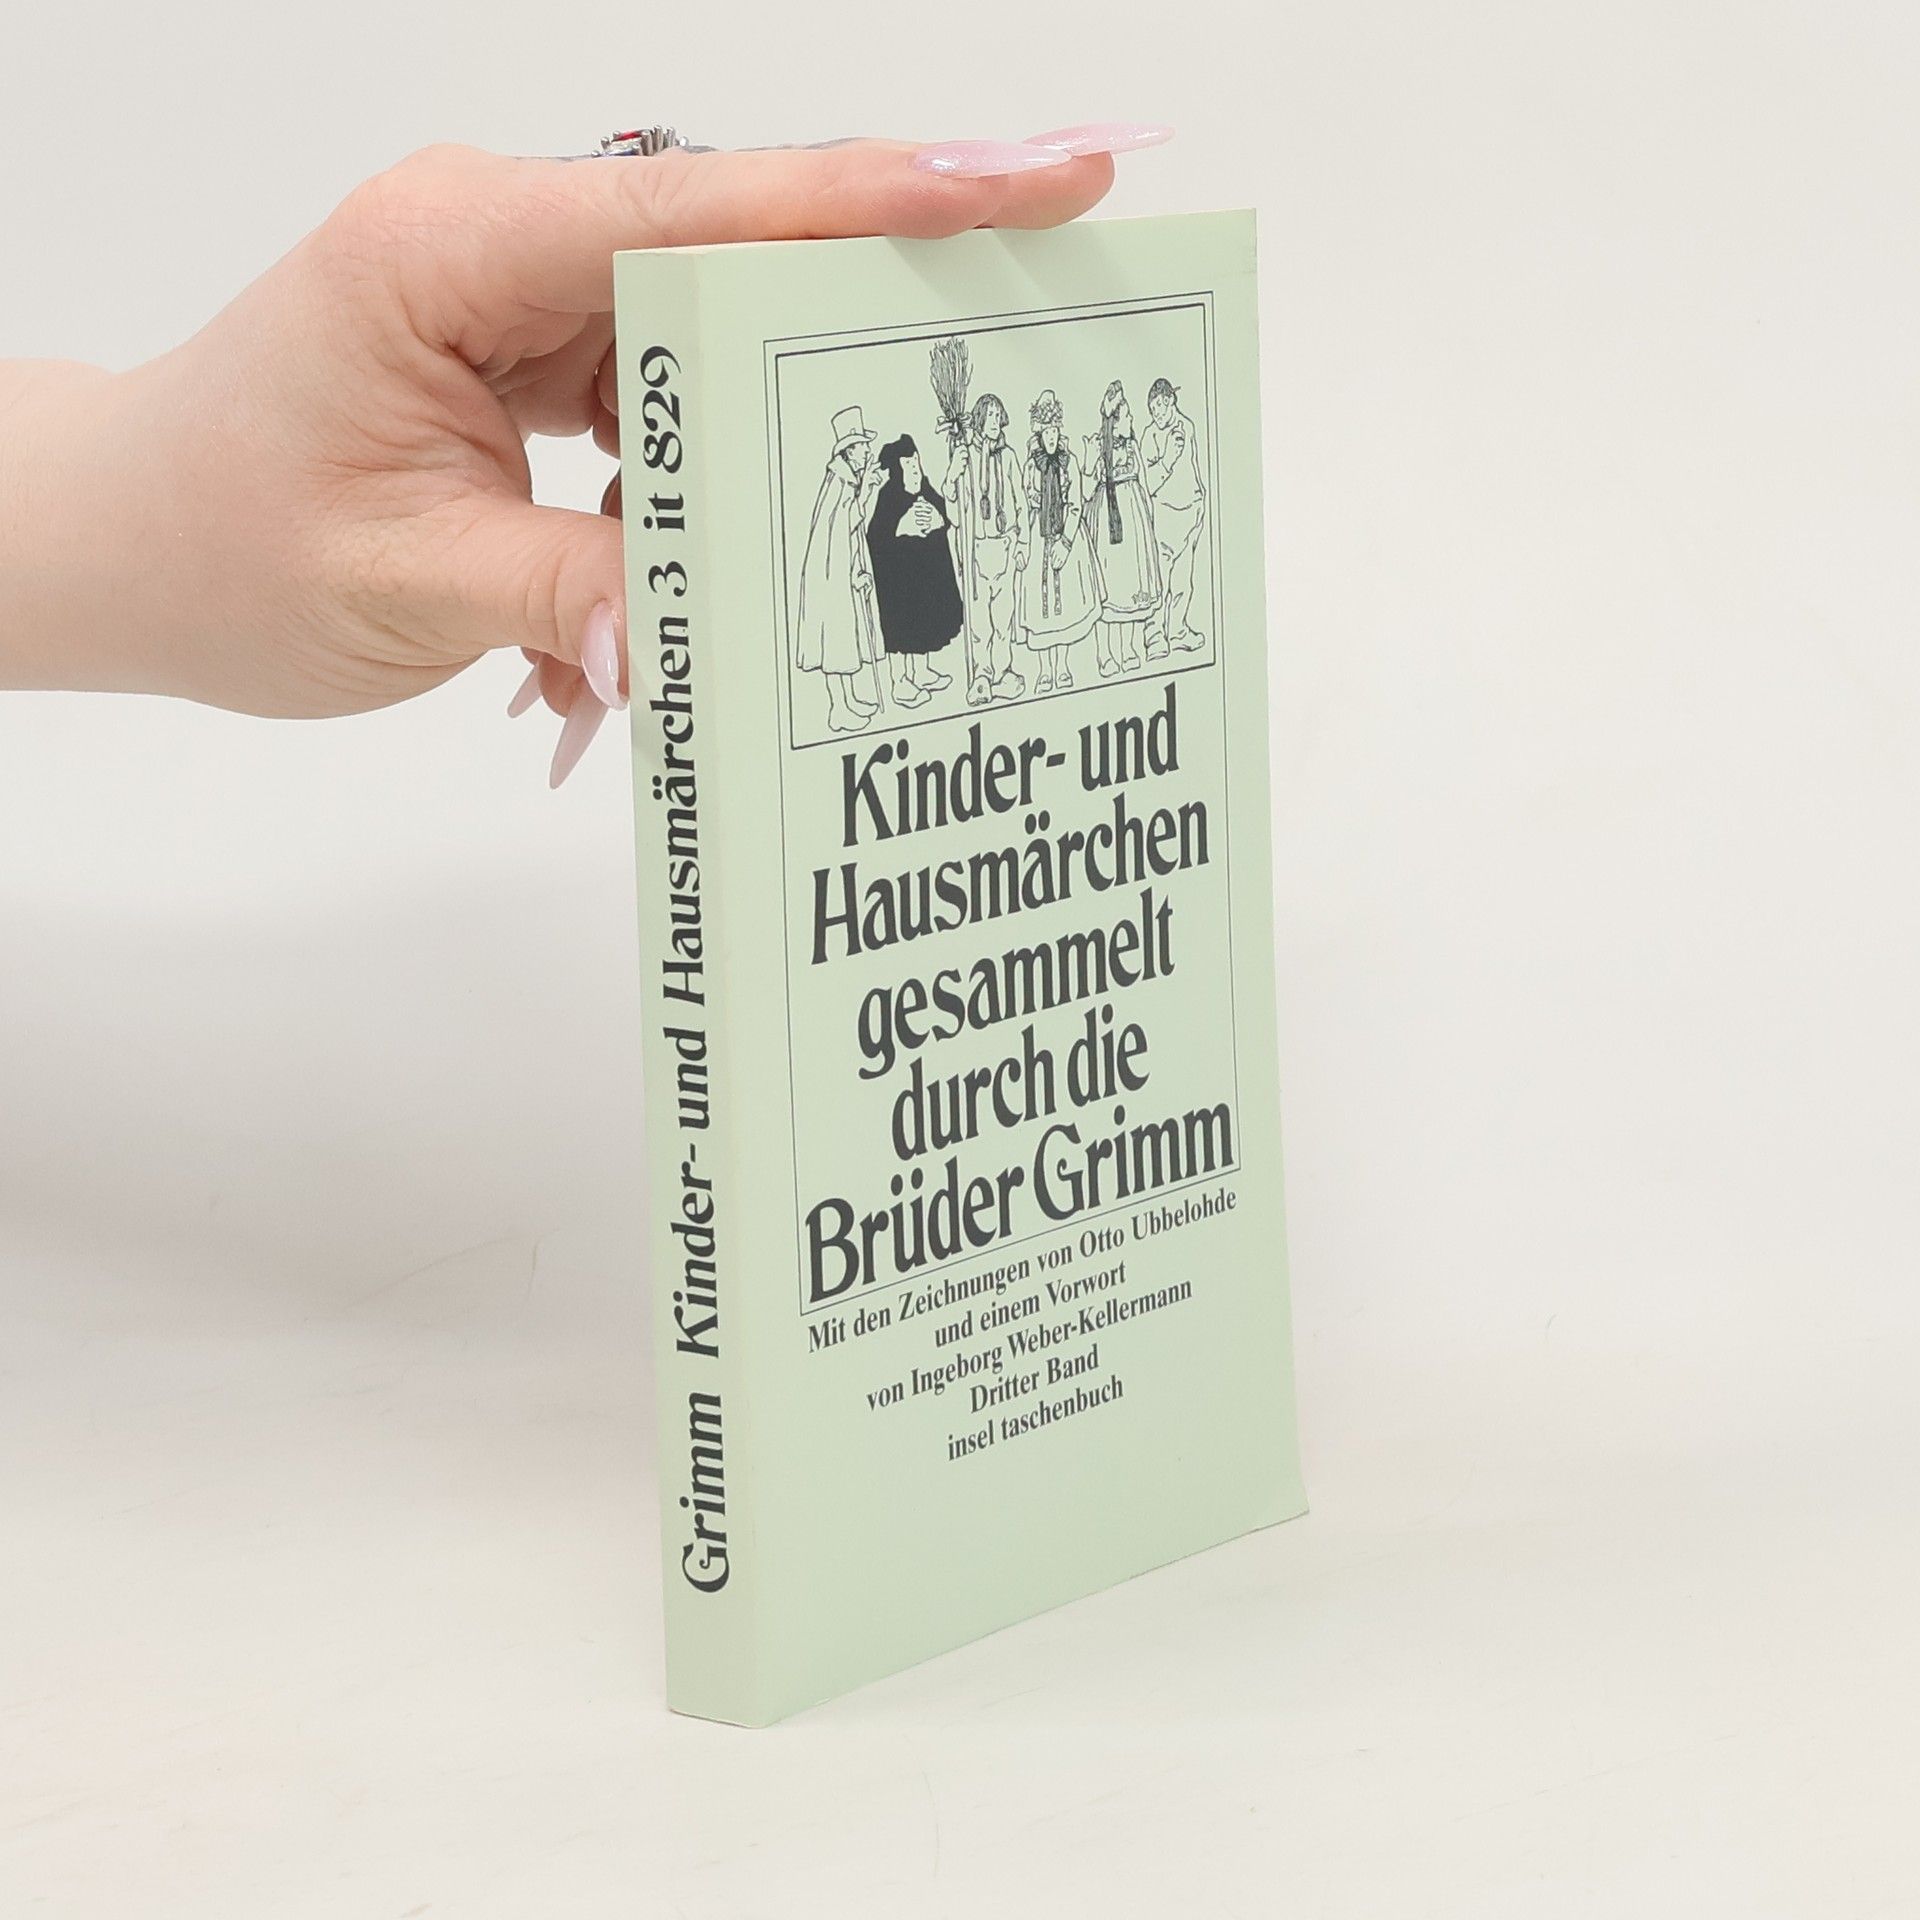 Grimm Kinder- und Hausmärchen 3 it 829
Kinder- und
Hausmärchen
gesammelt
durch die
Brüder Grimm
Mit den Zeichnungen von Otto Ubbelohde
und einem Vorwort
von Ingeborg Weber-Kellermann
Dritter Band
insel taschenbuch